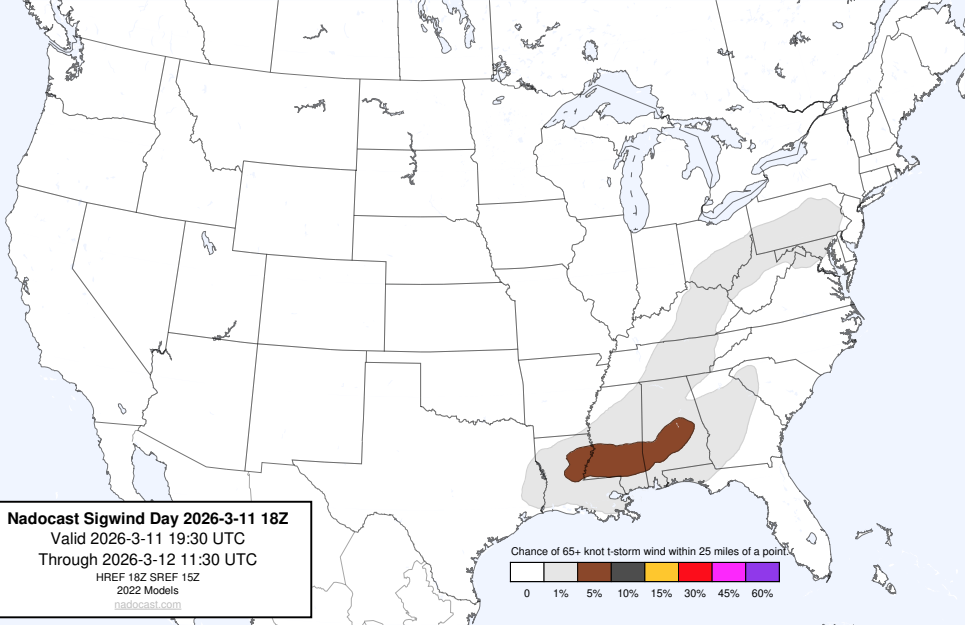 Nadocast Sigwind Day 2026-3-11 18Z
Valid 2026-3-11 19:30 UTC
Through 2026-3-12 11:30 UTC
HREF 18Z SREF 15Z
2022 Models
nadocast.com
Chance of 65+ knot t-storm wind within 25 miles of a point.
0 1% 5% 10% 15% 30% 45% 60%